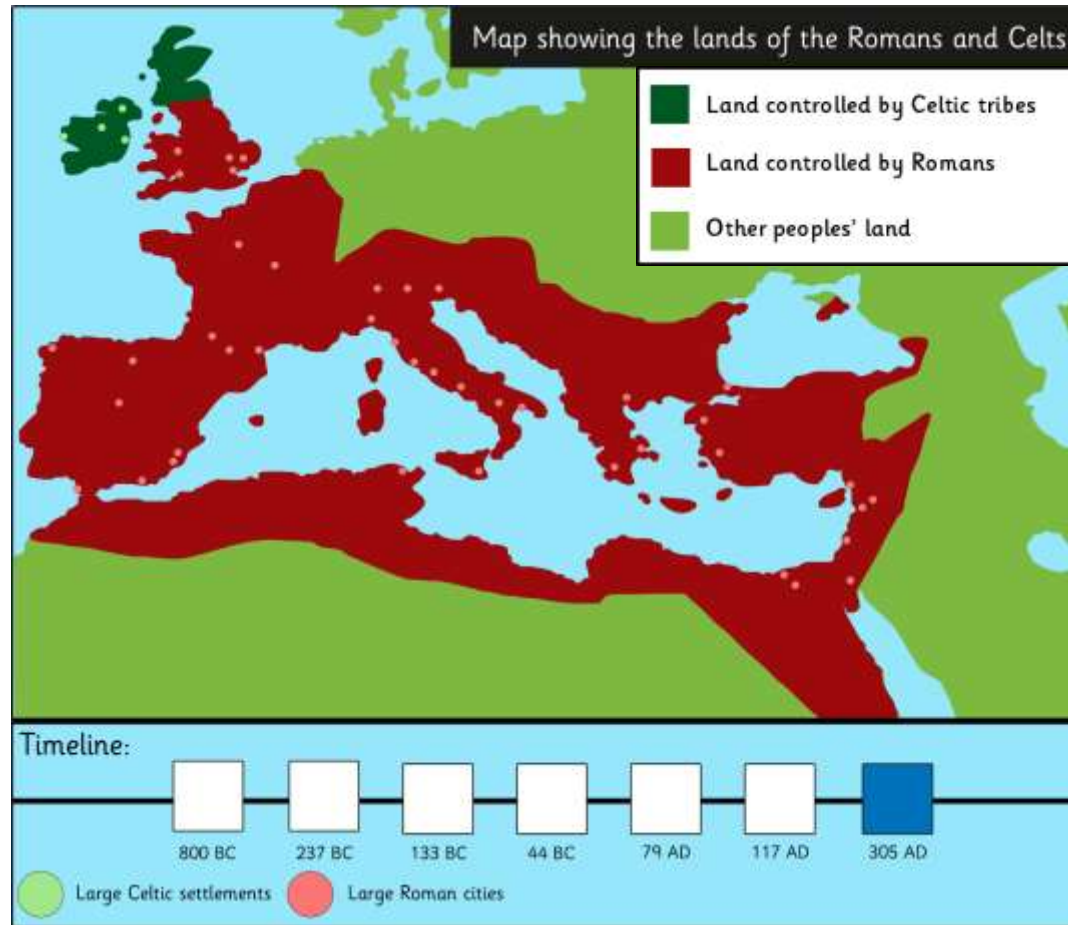 Map showing the lands of the Romans and Celts
Land controlled by Celtic tribes
Land controlled by Romans
Other peoples' land
Timeline:
800 BC 237 BC 133 BC 44 BC 79 AD 117 AD 305 AD
Large Celtic settlements Large Roman cities